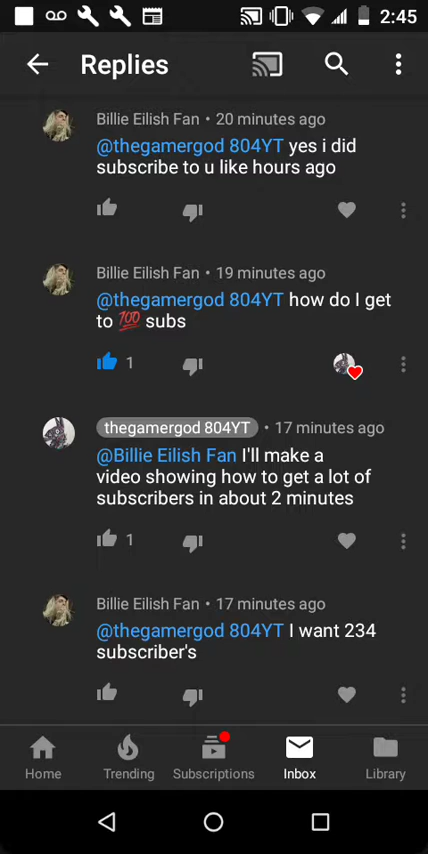 2:45
Replies
Billie Eilish Fan • 20 minutes ago
@thegamergod 804YT yes i did
subscribe to u like hours ago
Billie Eilish Fan • 19 minutes ago
@thegamergod 804YT how do I get
to 💯 subs
1
thegamergod 804YT • 17 minutes ago
@Billie Eilish Fan I'll make a
video showing how to get a lot of
subscribers in about 2 minutes
1
Billie Eilish Fan • 17 minutes ago
@thegamergod 804YT I want 234
subscriber's
Home Trending Subscriptions Inbox Library